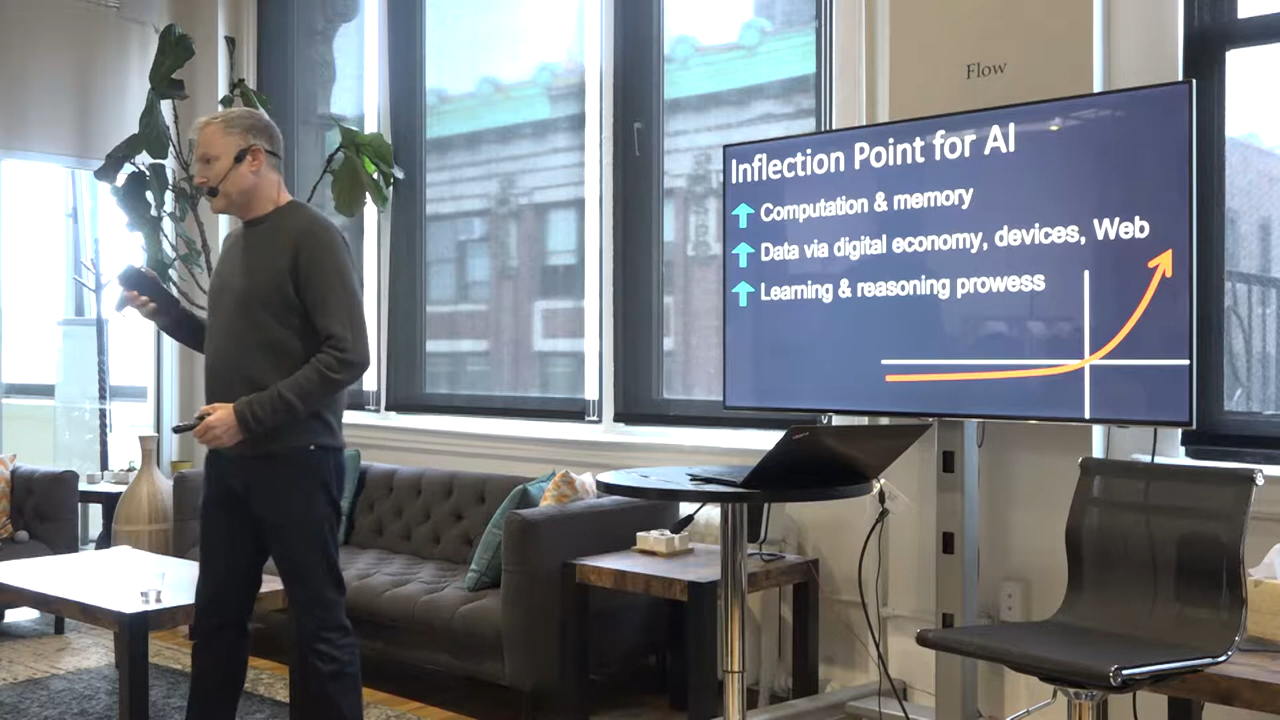 Flow
Inflection Point for AI
Computation & memory
Data via digital economy, devices, Web
Learning & reasoning prowess